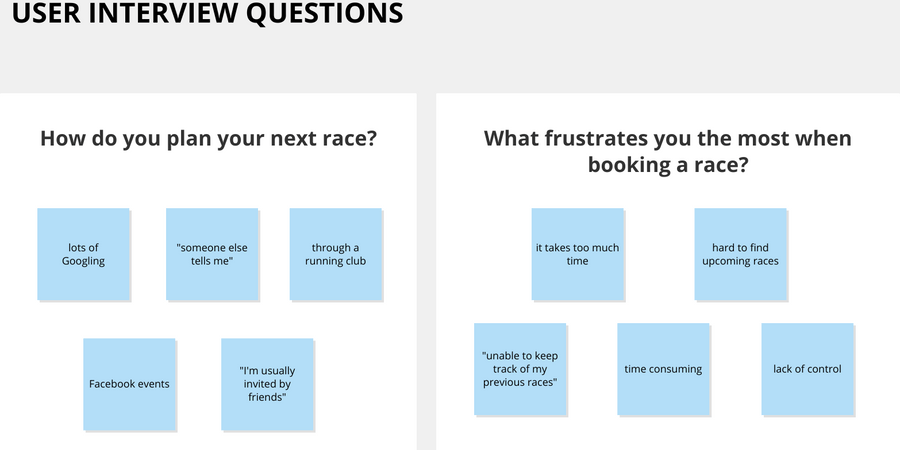 USER INTERVIEW QUESTIONS
How do you plan your next race?
lots of
Googling
"someone else
tells me"
through a
running club
Facebook events
"I'm usually
invited by
friends"
What frustrates you the most when
booking a race?
it takes too much
time
hard to find
upcoming races
"unable to keep
track of my
previous races"
time consuming
lack of control